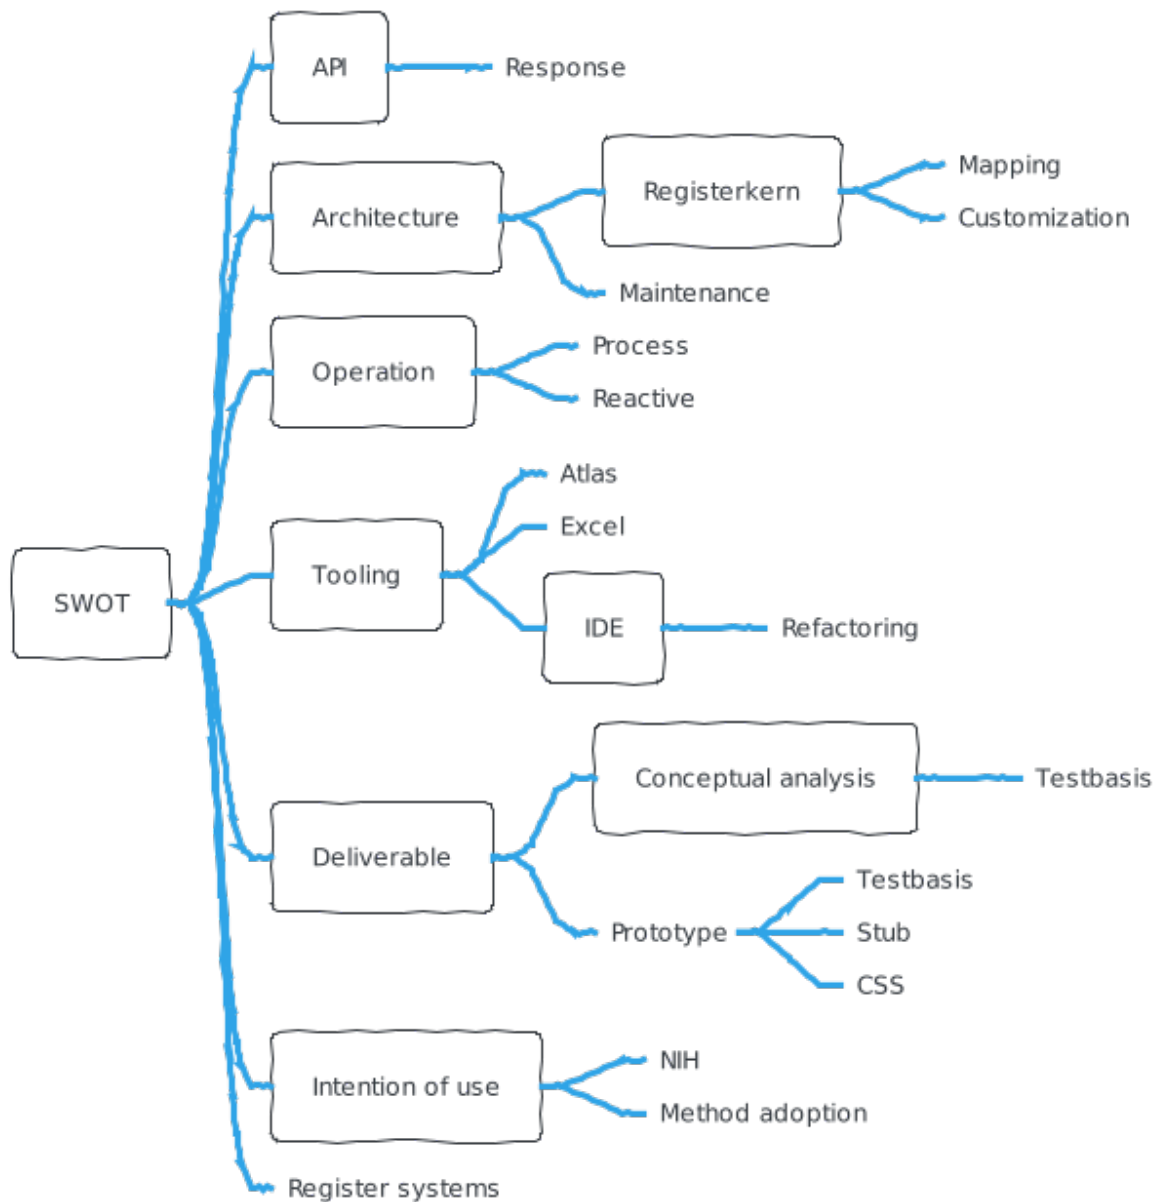 API
Response
Architecture
Registerkern
Mapping
Customization
Maintenance
Operation
Process
Reactive
SWOT
Tooling
Atlas
Excel
IDE
Refactoring
Deliverable
Conceptual analysis
Testbasis
Prototype
Testbasis
Stub
CSS
Intention of use
NIH
Method adoption
Register systems